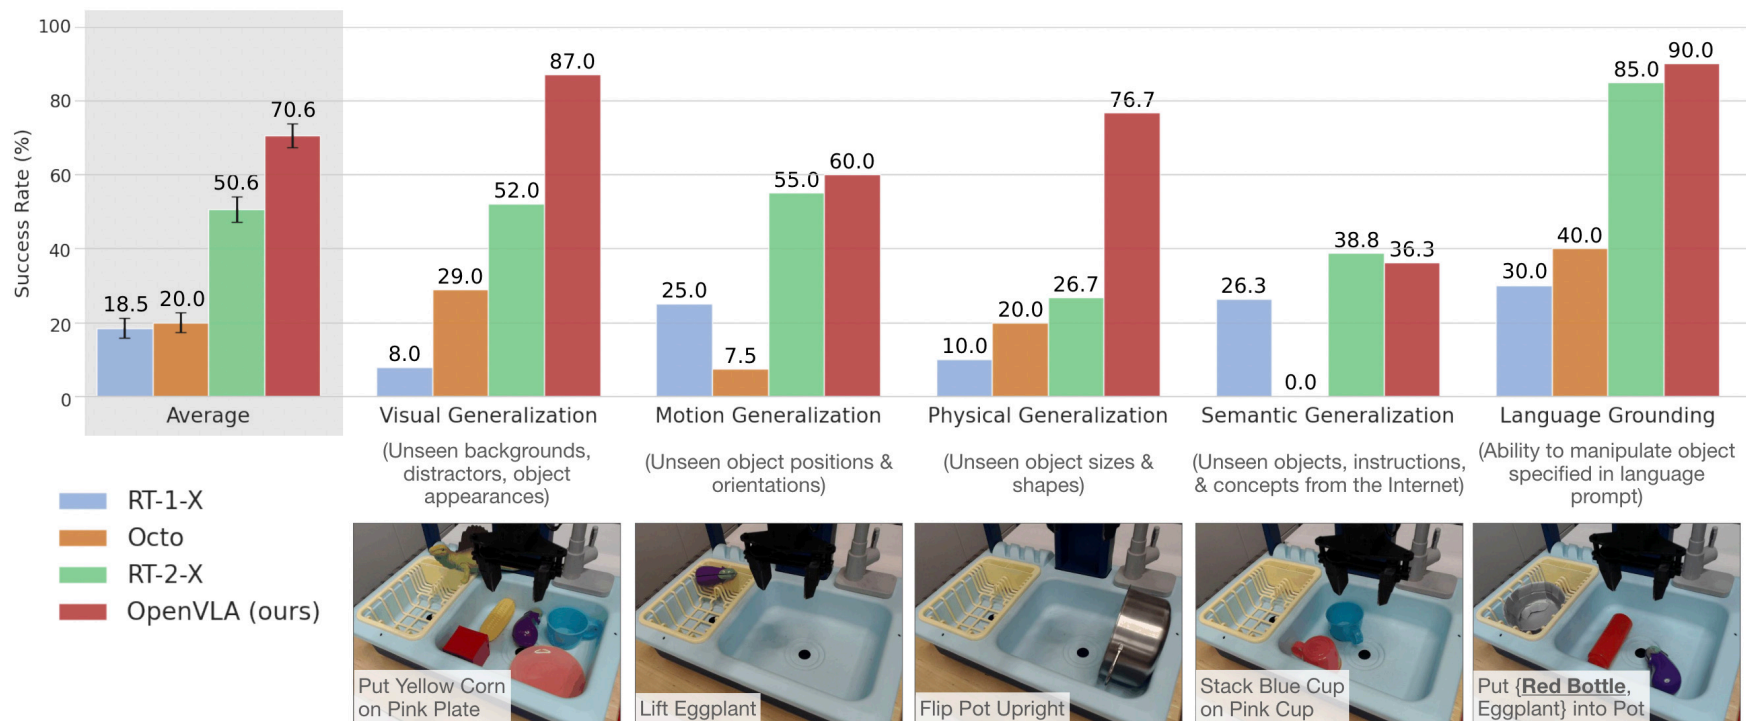 Success Rate (%)
100
80
60
40
20
0
18.5
20.0
50.6
70.6
8.0
29.0
52.0
87.0
25.0
7.5
55.0
60.0
10.0
20.0
26.7
76.7
26.3
0.0
38.8
36.3
30.0
40.0
85.0
90.0
Average
Visual Generalization
(Unseen backgrounds,
distractors, object
appearances)
Motion Generalization
(Unseen object positions &
orientations)
Physical Generalization
(Unseen object sizes &
shapes)
Semantic Generalization
(Unseen objects, instructions,
& concepts from the Internet)
Language Grounding
(Ability to manipulate object
specified in language
prompt)
RT-1-X
Octo
RT-2-X
OpenVLA (ours)
Put Yellow Corn
on Pink Plate
Lift Eggplant
Flip Pot Upright
Stack Blue Cup
on Pink Cup
Put {Red Bottle,
Eggplant} into Pot